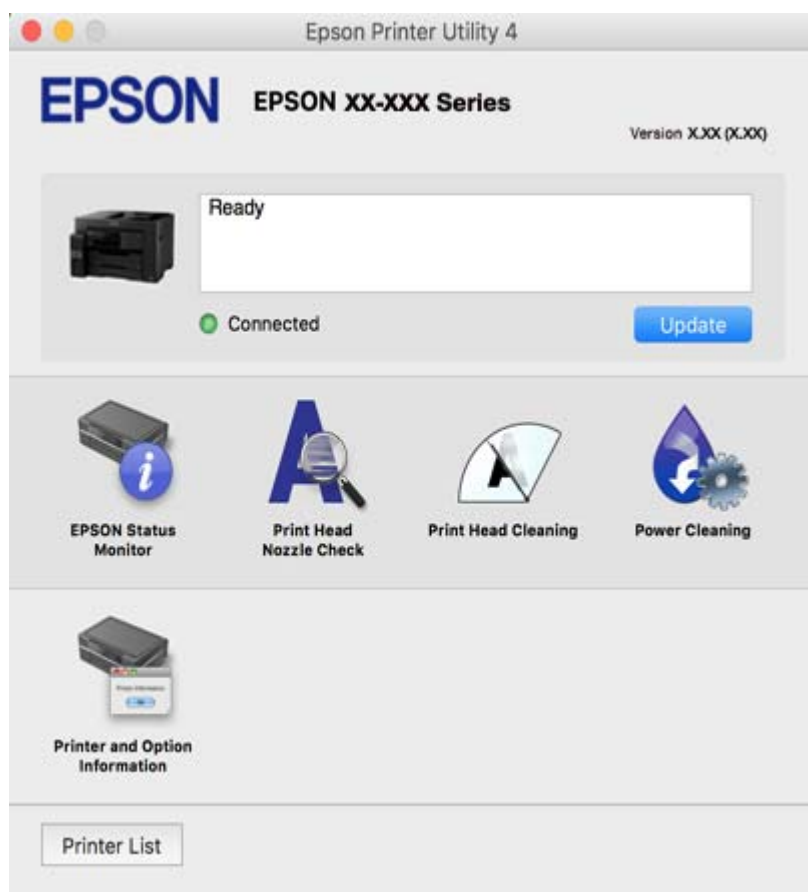 Epson Printer Utility 4
EPSON
EPSON XX-XXX Series
Version X.XX (X.XX)
Ready
Connected
Update
EPSON Status
Monitor
Print Head
Nozzle Check
Print Head Cleaning
Power Cleaning
Printer and Option
Information
Printer List